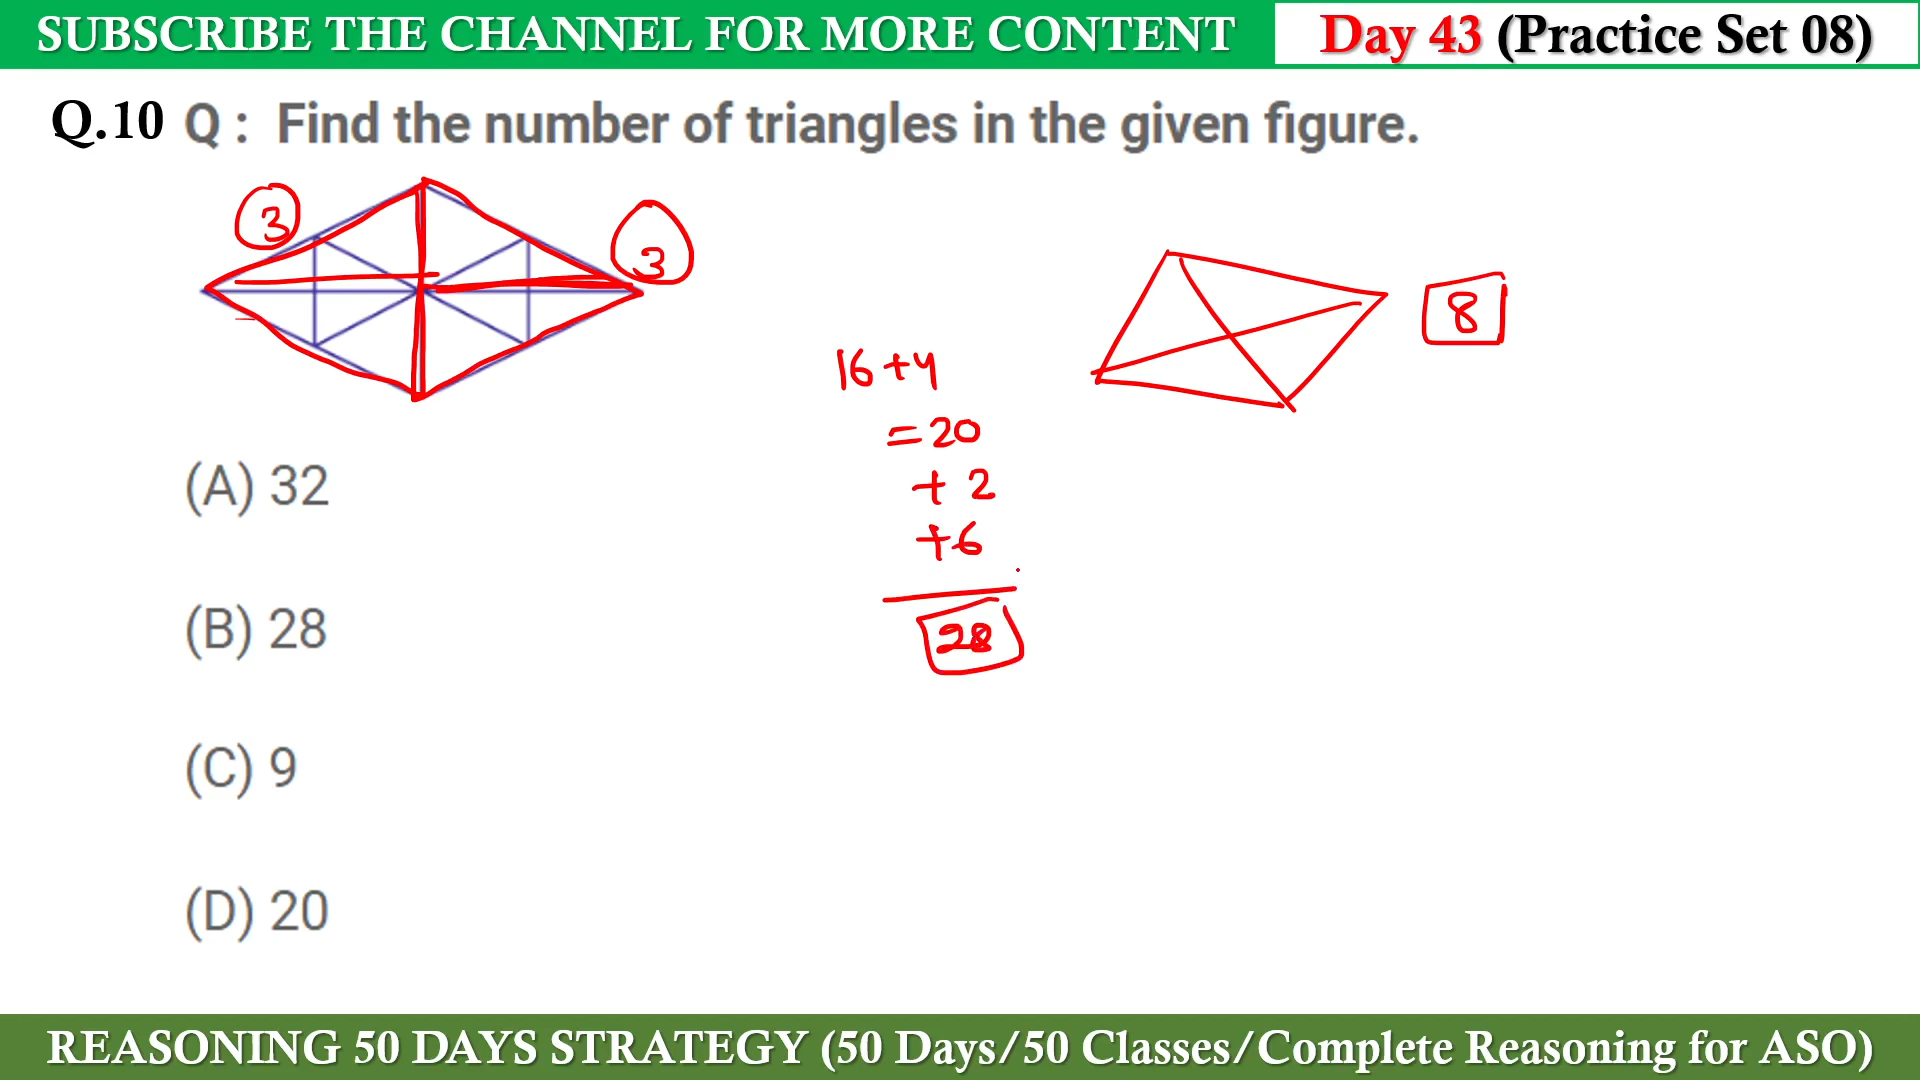 SUBSCRIBE THE CHANNEL FOR MORE CONTENT
Day 43 (Practice Set 08)
Q.10 Q : Find the number of triangles in the given figure.
3
3
8
16 + 4
= 20
+ 2
+6
28
(A) 32
(B) 28
(C) 9
(D) 20
REASONING 50 DAYS STRATEGY (50 Days/50 Classes/Complete Reasoning for ASO)